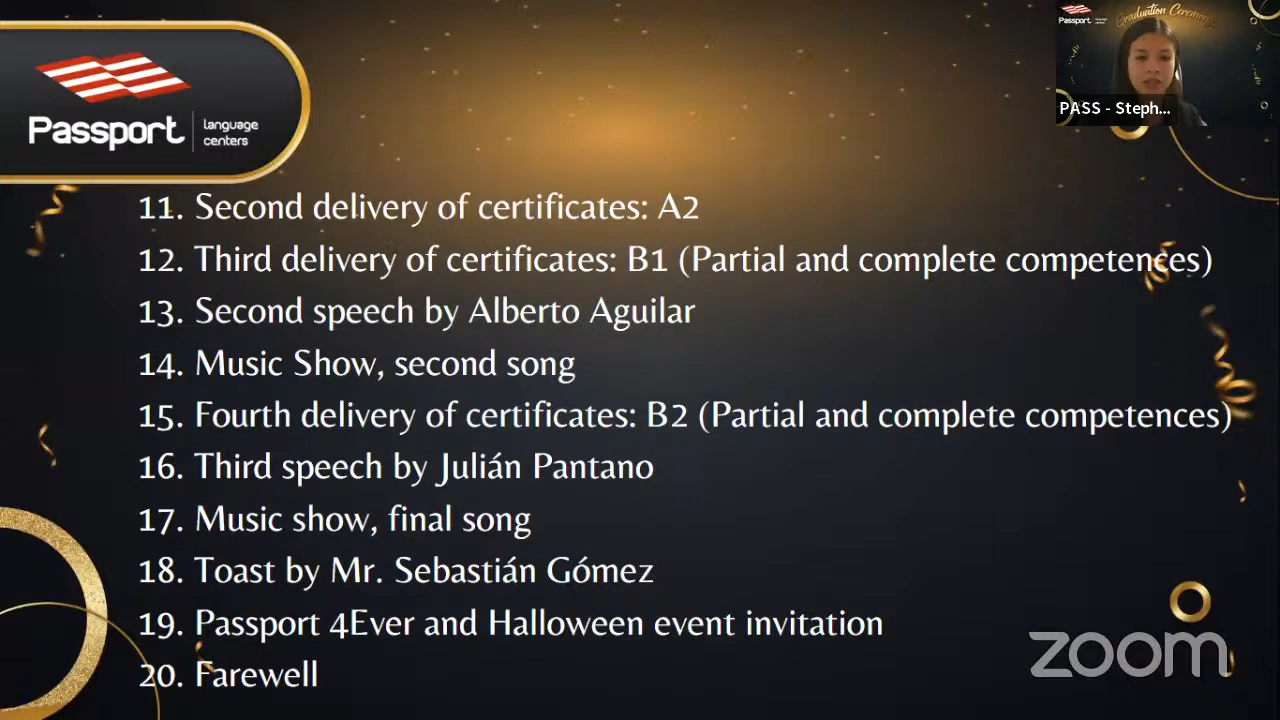 Passport
language
centers
Passport
Graduation Ceremony
PASS - Steph...
11. Second delivery of certificates: A2
12. Third delivery of certificates: B1 (Partial and complete competences)
13. Second speech by Alberto Aguilar
14. Music Show, second song
15. Fourth delivery of certificates: B2 (Partial and complete competences)
16. Third speech by Julián Pantano
17. Music show, final song
18. Toast by Mr. Sebastián Gómez
19. Passport 4Ever and Halloween event invitation
20. Farewell
zoom